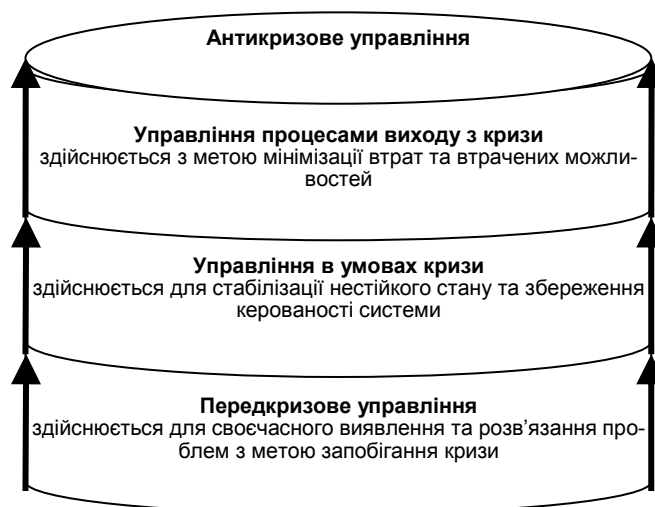 Антикризове управління
Управління процесами виходу з кризи
здійснюється з метою мінімізації втрат та втрачених можли-
востей
Управління в умовах кризи
здійснюється для стабілізації нестійкого стану та збереження
керованості системи
Передкризове управління
здійснюється для своєчасного виявлення та розв'язання про-
блем з метою запобігання кризи